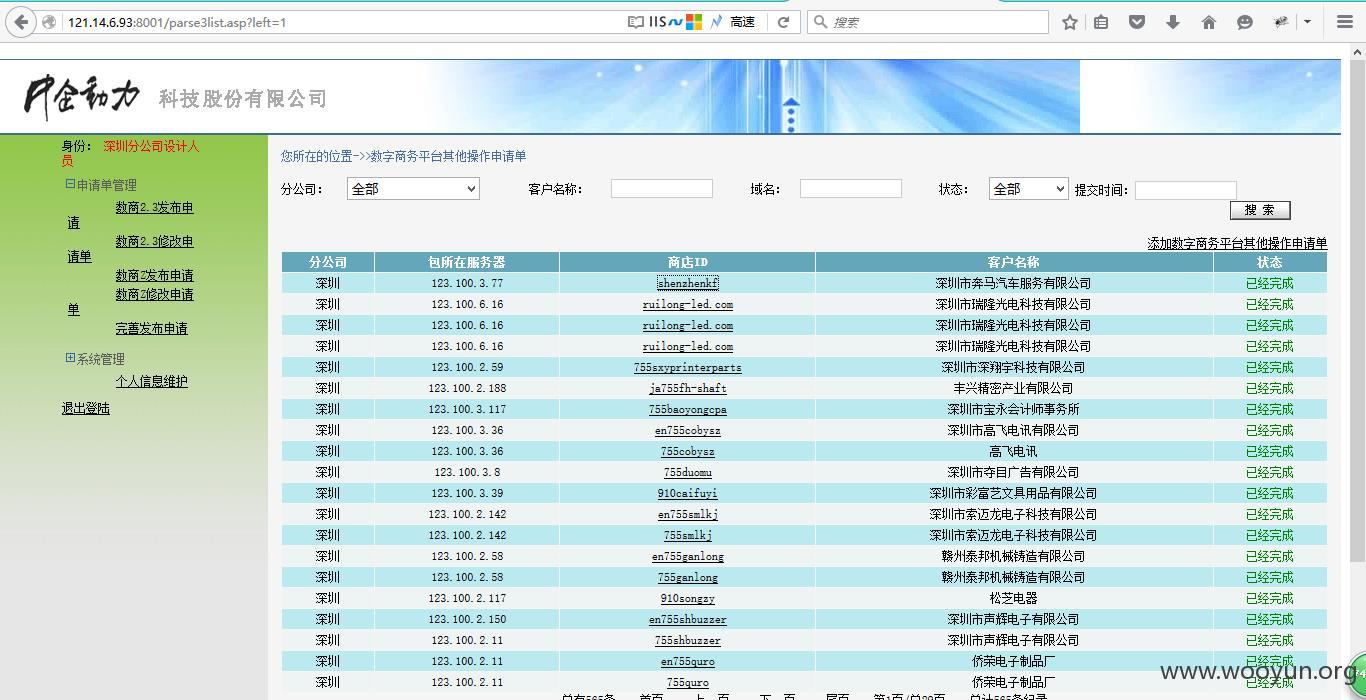 121.14.6.93:8001/parse3list.asp?left=1 IIS 高速 搜索
中企动力 科技股份有限公司
身份： 深圳分公司设计人员
申请单管理
数商2.3发布申请
数商2.3修改申请单
数商Z发布申请
数商Z修改申请单
完善发布申请
系统管理
个人信息维护
退出登陆
您所在的位置->>数字商务平台其他操作申请单
分公司： 全部 客户名称： 域名： 状态： 全部 提交时间：
搜 索
添加数字商务平台其他操作申请单
分公司 包所在服务器 商店ID 客户名称 状态
深圳 123.100.3.77 shenzhenkf 深圳市奔马汽车服务有限公司 已经完成
深圳 123.100.6.16 ruilong-led.com 深圳市瑞隆光电科技有限公司 已经完成
深圳 123.100.6.16 ruilong-led.com 深圳市瑞隆光电科技有限公司 已经完成
深圳 123.100.6.16 ruilong-led.com 深圳市瑞隆光电科技有限公司 已经完成
深圳 123.100.2.59 755sxyprinterparts 深圳市深翔宇科技有限公司 已经完成
深圳 123.100.2.188 ja755fh-shaft 丰兴精密产业有限公司 已经完成
深圳 123.100.3.117 755baoyongcpa 深圳市宝永会计师事务所 已经完成
深圳 123.100.3.36 en755cobysz 深圳市高飞电讯有限公司 已经完成
深圳 123.100.3.36 755cobysz 高飞电讯 已经完成
深圳 123.100.3.8 755duomu 深圳市夺目广告有限公司 已经完成
深圳 123.100.3.39 910caifuyi 深圳市彩富艺文具用品有限公司 已经完成
深圳 123.100.2.142 en755smlkj 深圳市索迈龙电子科技有限公司 已经完成
深圳 123.100.2.142 755smlkj 深圳市索迈龙电子科技有限公司 已经完成
深圳 123.100.2.58 en755ganlong 赣州泰邦机械铸造有限公司 已经完成
深圳 123.100.2.58 755ganlong 赣州泰邦机械铸造有限公司 已经完成
深圳 123.100.2.117 910songzy 松芝电器 已经完成
深圳 123.100.2.150 en755shbuzzer 深圳市声辉电子有限公司 已经完成
深圳 123.100.2.11 755shbuzzer 深圳市声辉电子有限公司 已经完成
深圳 123.100.2.11 en755quro 侨荣电子制品厂 已经完成
深圳 123.100.2.11 755quro 侨荣电子制品厂 已经完成
总有565条 首页 上一页 下一页 尾页 第1页/总29页 总计565条纪录
www.wooyun.org